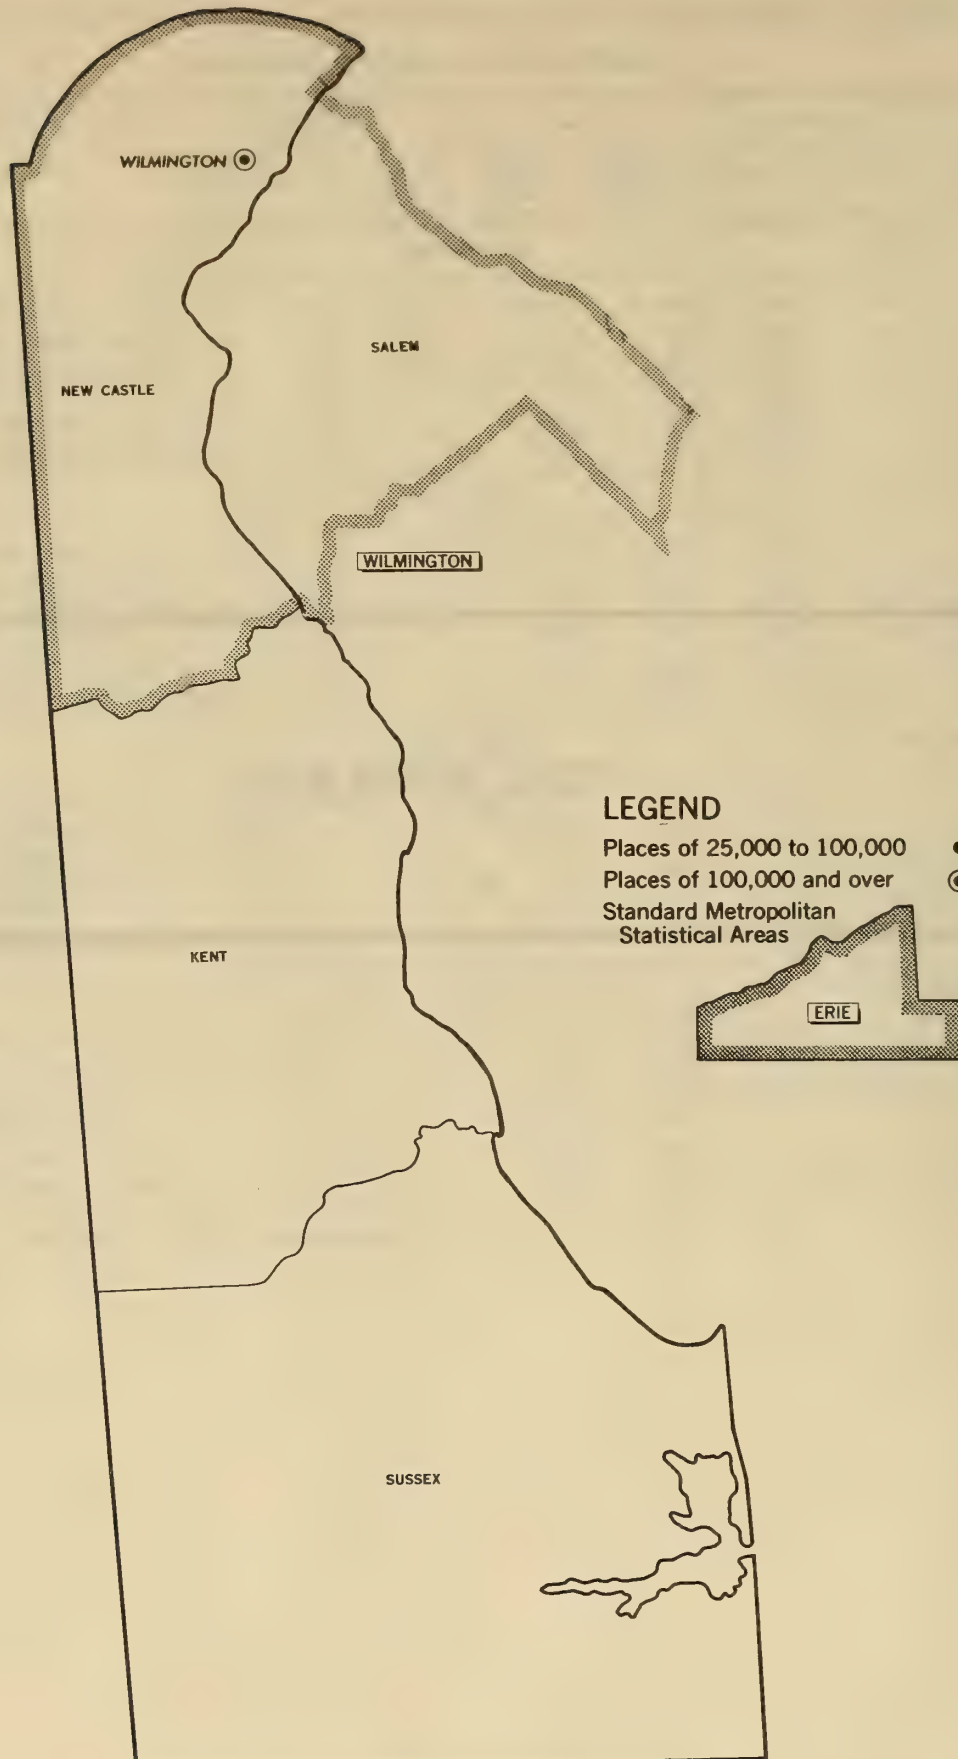 WILMINGTON
SALEM
NEW CASTLE
WILMINGTON
LEGEND
Places of 25,000 to 100,000
Places of 100,000 and over
Standard Metropolitan
Statistical Areas
ERIE
KENT
SUSSEX